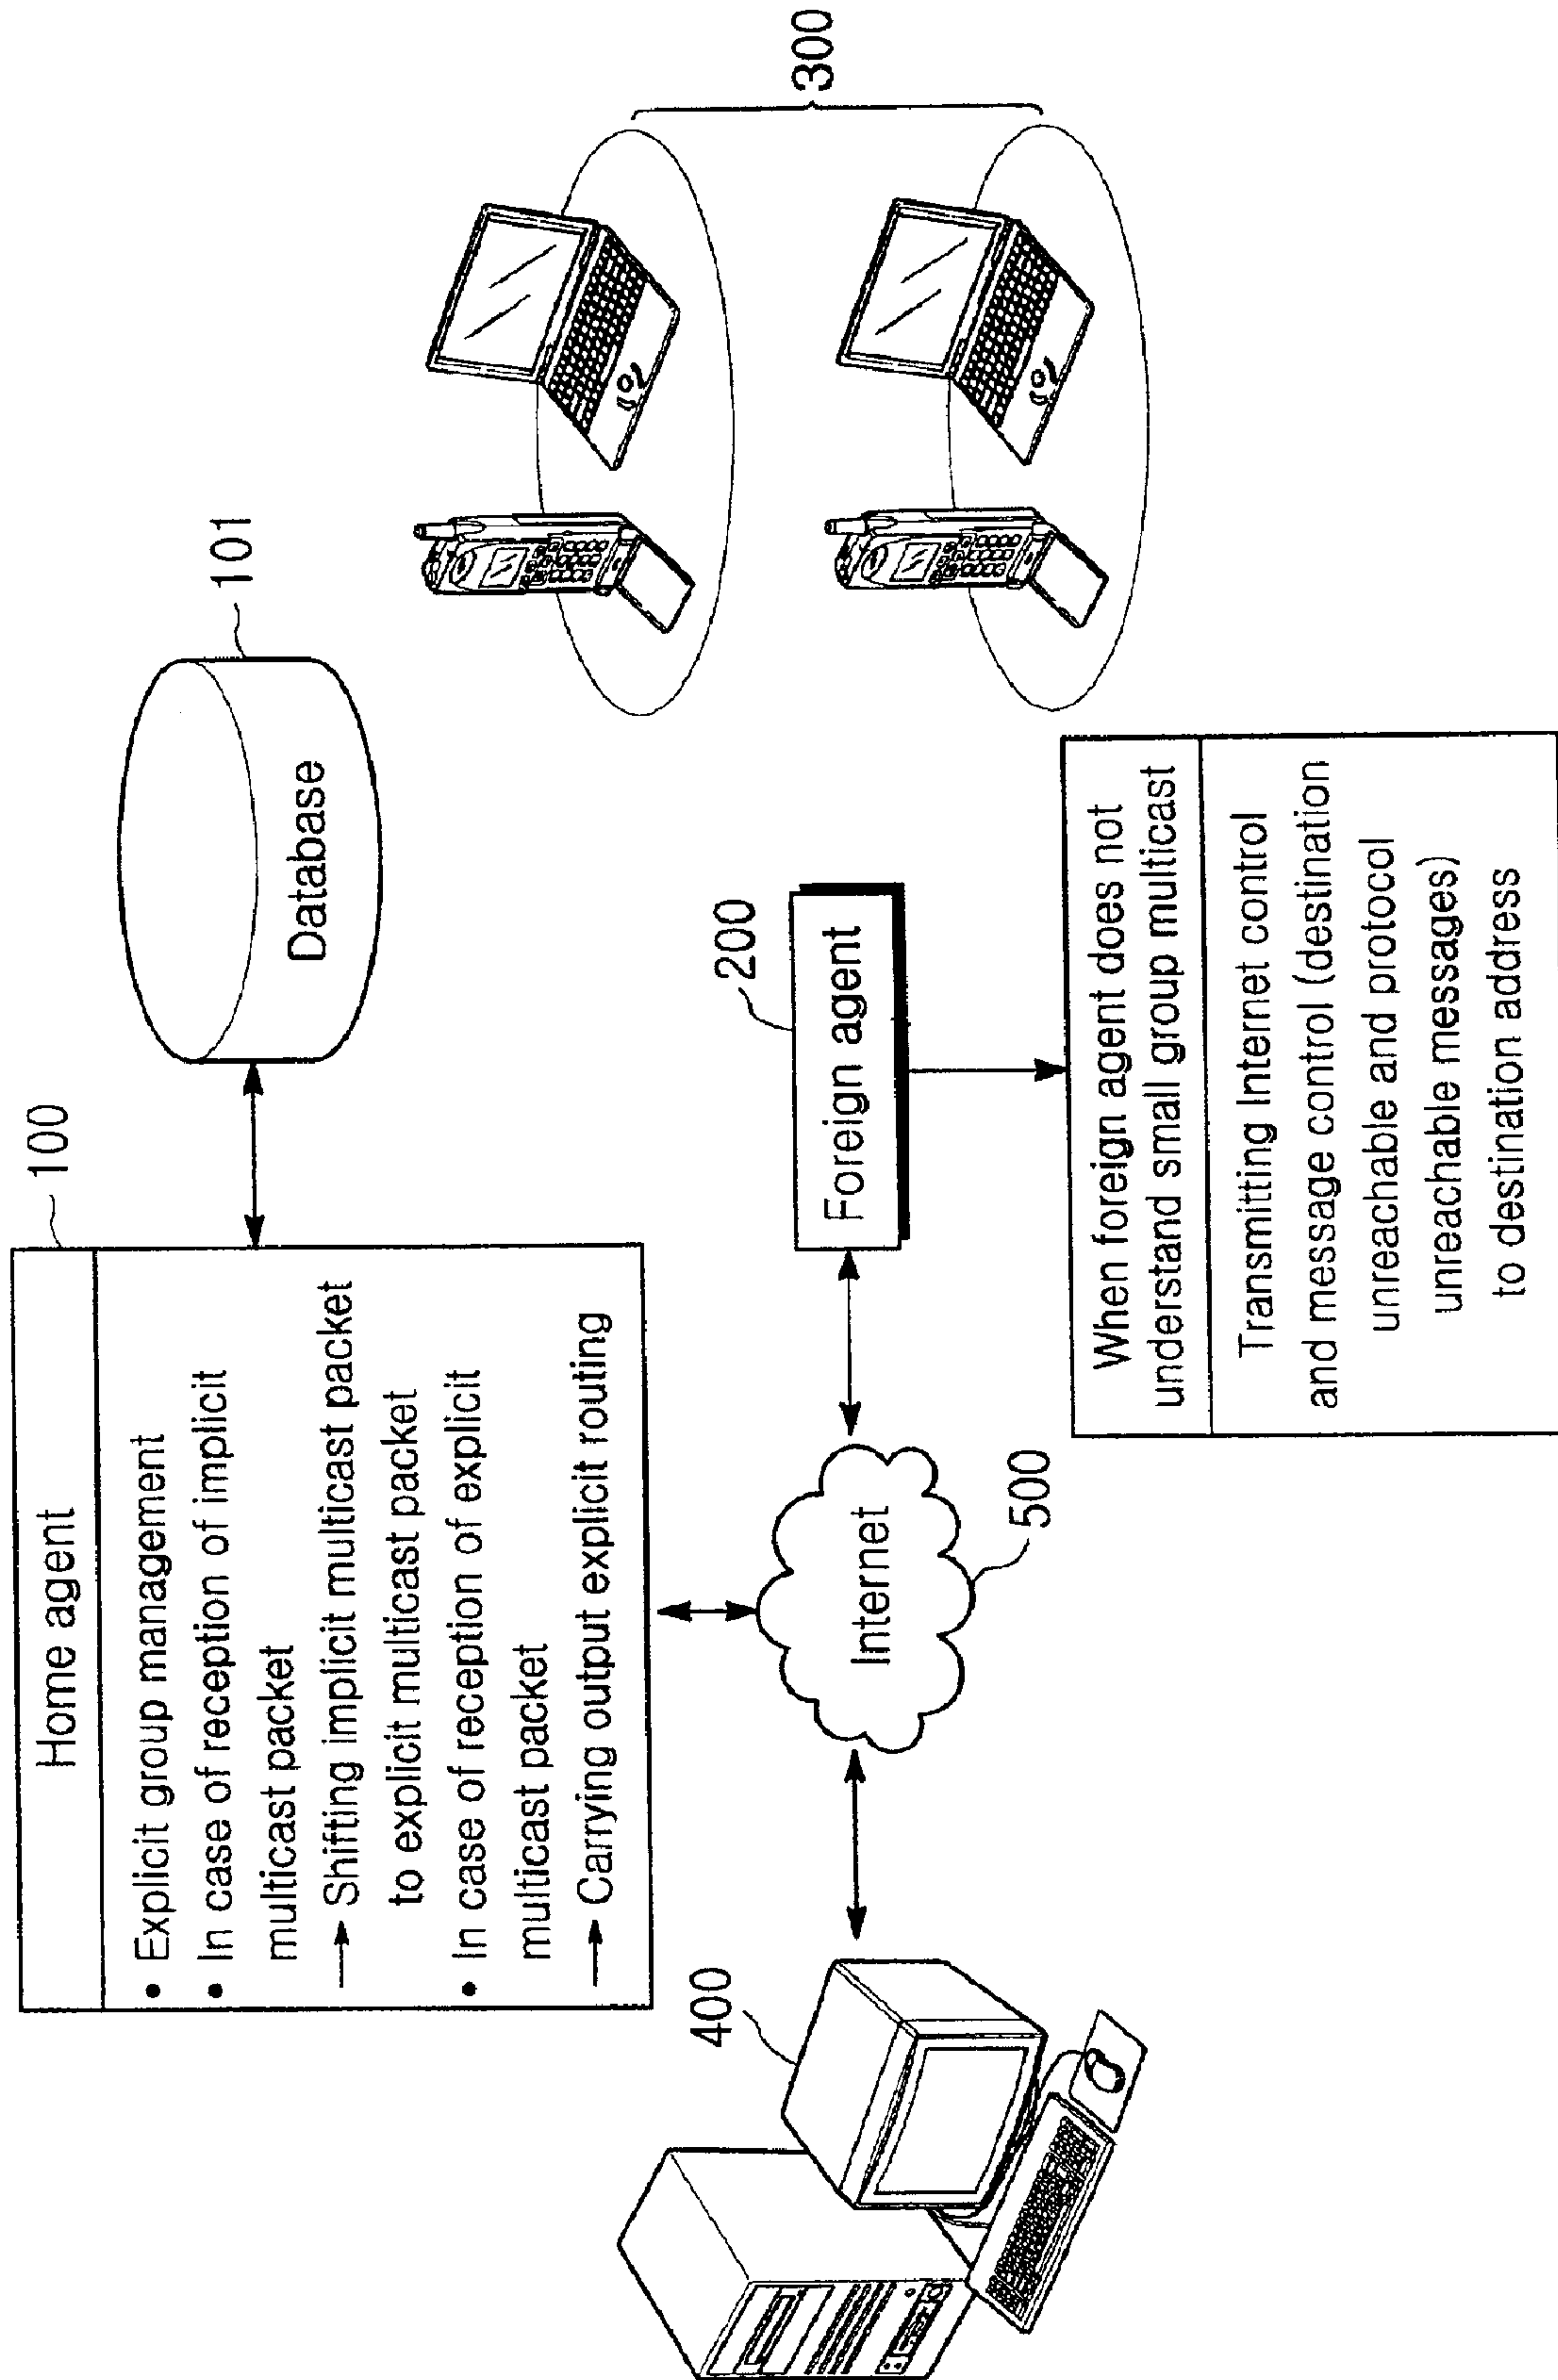 100
Home agent
• Explicit group management
• In case of reception of implicit
multicast packet
→ Shifting implicit multicast packet
to explicit multicast packet
• In case of reception of explicit
multicast packet
→ Carrying output explicit routing
101
Database
400
Internet
500
200
Foreign agent
300
When foreign agent does not
understand small group multicast
Transmitting Internet control
and message control (destination
unreachable and protocol
unreachable messages)
to destination address